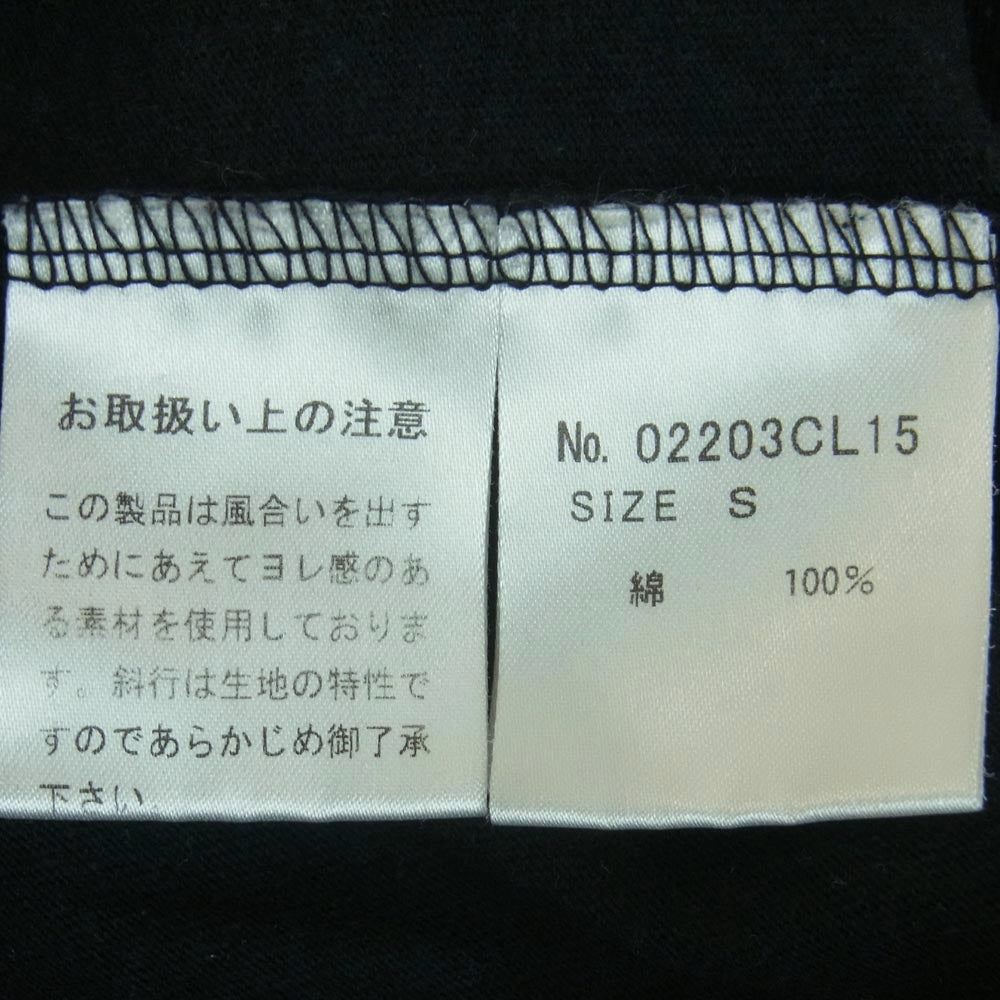 お取扱い上の注意
この製品は風合いを出す
ためにあえてヨレ感のあ
る素材を使用しておりま
す。斜行は生地の特性で
すのであらかじめ御了承
下さい。
No. 02203CL15
SIZE S
綿 100%